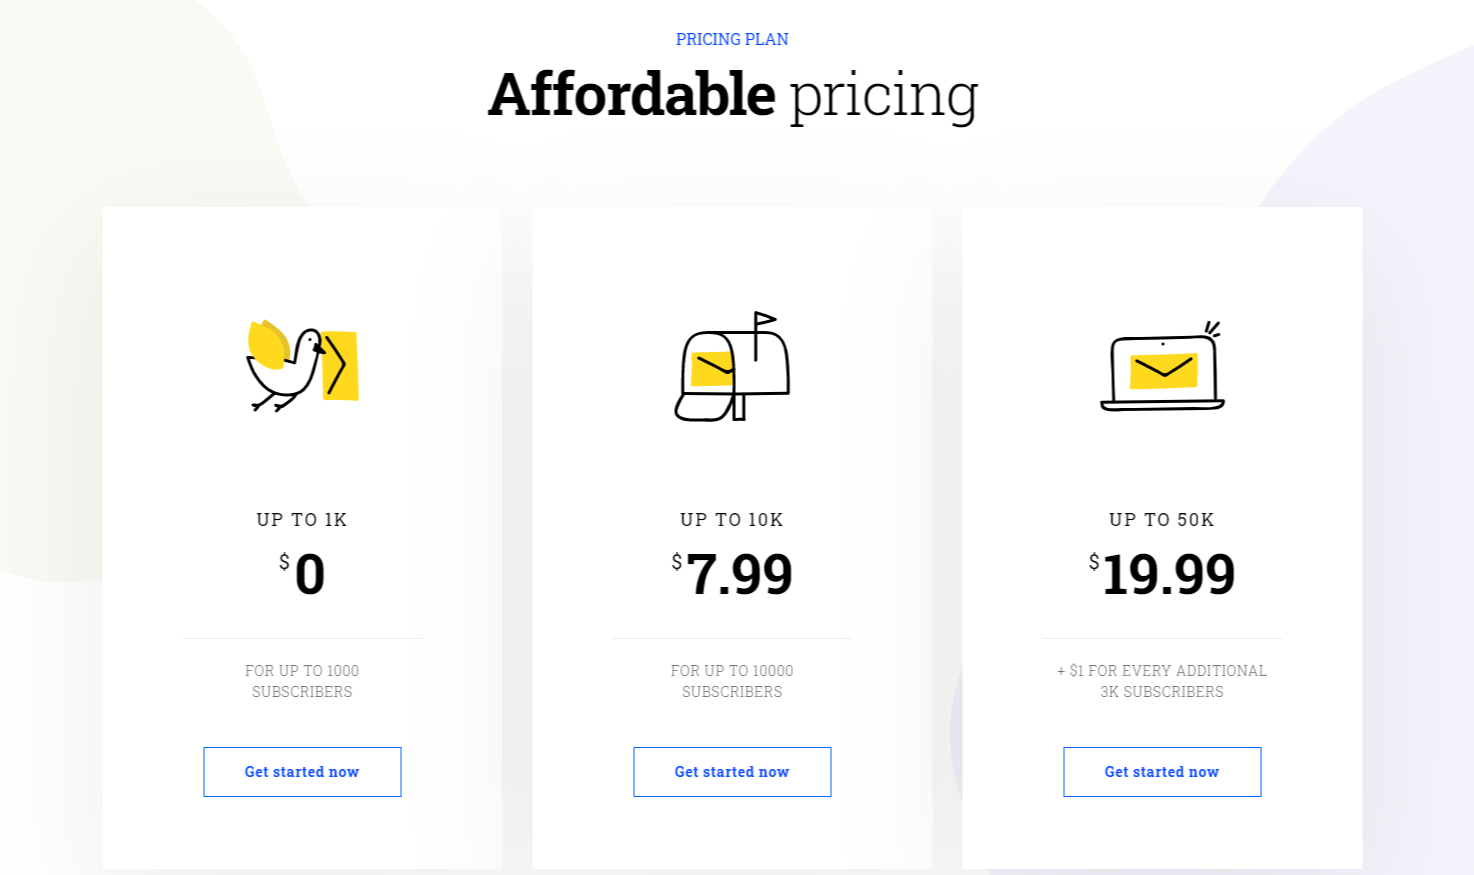 PRICING PLAN
Affordable pricing
UP TO 1K
$0
FOR UP TO 1000
SUBSCRIBERS
Get started now
UP TO 10K
$7.99
FOR UP TO 10000
SUBSCRIBERS
Get started now
UP TO 50K
$19.99
+ $1 FOR EVERY ADDITIONAL
3K SUBSCRIBERS
Get started now